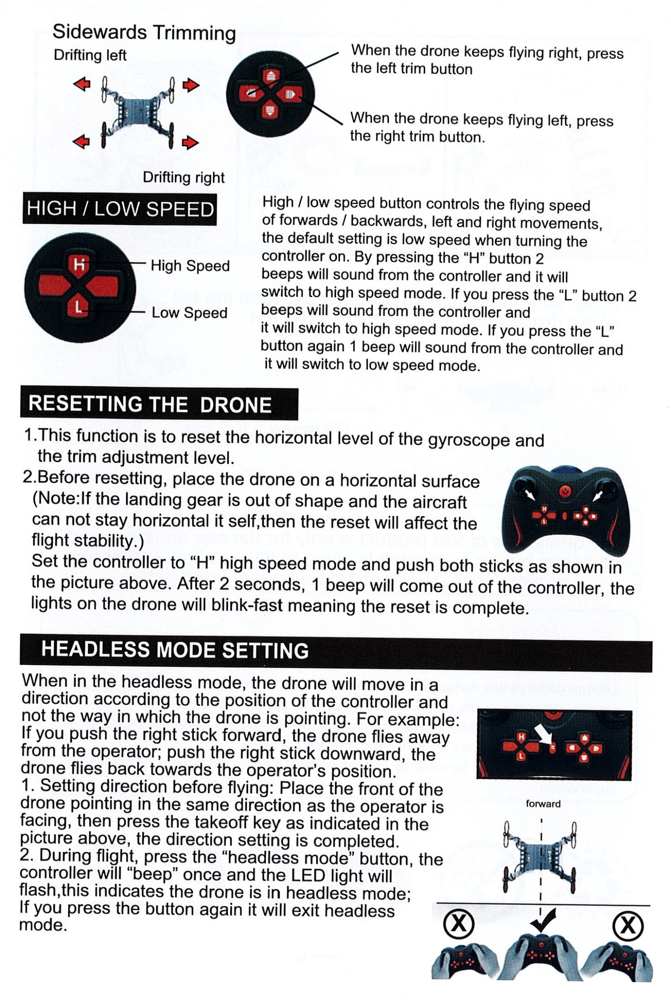 Sidewards Trimming
Drifting left
When the drone keeps flying right, press
the left trim button
When the drone keeps flying left, press
the right trim button.
Drifting right
HIGH / LOW SPEED
H
High Speed
L
Low Speed
High / low speed button controls the flying speed
of forwards / backwards, left and right movements,
the default setting is low speed when turning the
controller on. By pressing the “H” button 2
beeps will sound from the controller and it will
switch to high speed mode. If you press the “L” button 2
beeps will sound from the controller and
it will switch to high speed mode. If you press the “L”
button again 1 beep will sound from the controller and
it will switch to low speed mode.
RESETTING THE DRONE
1.This function is to reset the horizontal level of the gyroscope and
the trim adjustment level.
2.Before resetting, place the drone on a horizontal surface
(Note:If the landing gear is out of shape and the aircraft
can not stay horizontal it self,then the reset will affect the
flight stability.)
H
L
Set the controller to “H” high speed mode and push both sticks as shown in
the picture above. After 2 seconds, 1 beep will come out of the controller, the
lights on the drone will blink-fast meaning the reset is complete.
HEADLESS MODE SETTING
When in the headless mode, the drone will move in a
direction according to the position of the controller and
not the way in which the drone is pointing. For example:
If you push the right stick forward, the drone flies away
from the operator; push the right stick downward, the
drone flies back towards the operator’s position.
1. Setting direction before flying: Place the front of the
drone pointing in the same direction as the operator is
facing, then press the takeoff key as indicated in the
picture above, the direction setting is completed.
2. During flight, press the “headless mode” button, the
controller will “beep” once and the LED light will
flash,this indicates the drone is in headless mode;
If you press the button again it will exit headless
mode.
H
L
forward
X
X